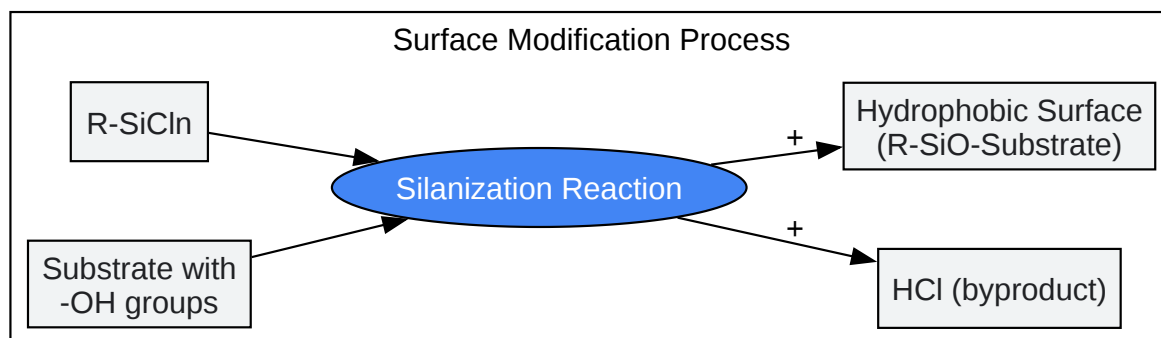 Surface Modification Process
R-SiCln
Substrate with
-OH groups
Silanization Reaction
+
+
Hydrophobic Surface
(R-SiO-Substrate)
HCl (byproduct)